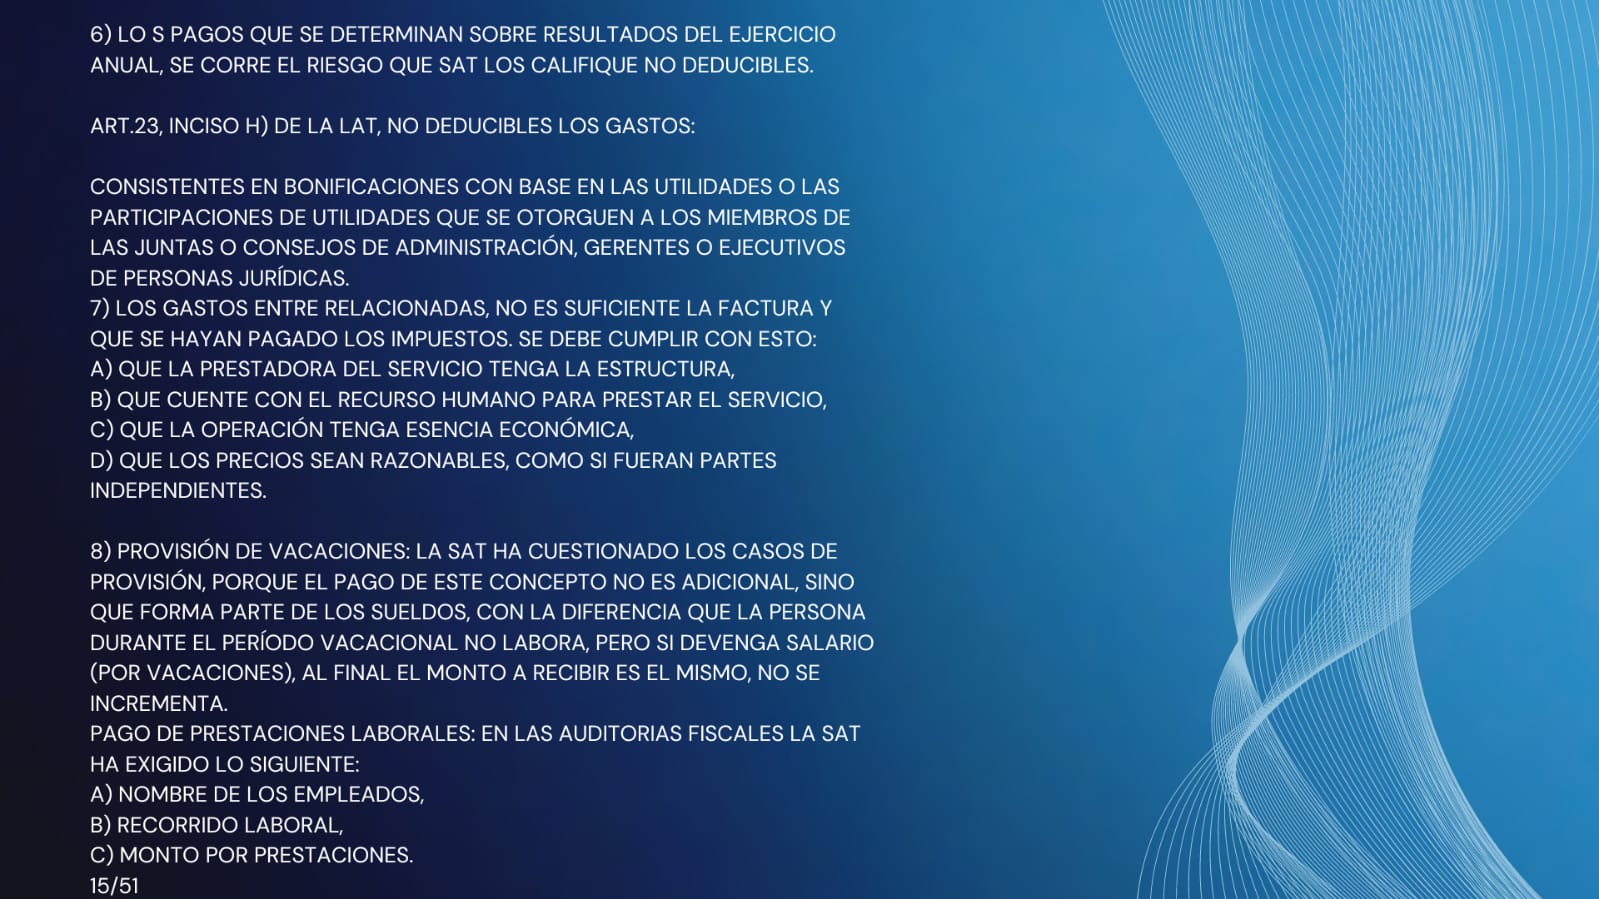 6) LO S PAGOS QUE SE DETERMINAN SOBRE RESULTADOS DEL EJERCICIO
ANUAL, SE CORRE EL RIESGO QUE SAT LOS CALIFIQUE NO DEDUCIBLES.
ART.23, INCISO H) DE LA LAT, NO DEDUCIBLES LOS GASTOS:
CONSISTENTES EN BONIFICACIONES CON BASE EN LAS UTILIDADES O LAS
PARTICIPACIONES DE UTILIDADES QUE SE OTORGUEN A LOS MIEMBROS DE
LAS JUNTAS O CONSEJOS DE ADMINISTRACIÓN, GERENTES O EJECUTIVOS
DE PERSONAS JURÍDICAS.
7) LOS GASTOS ENTRE RELACIONADAS, NO ES SUFICIENTE LA FACTURA Y
QUE SE HAYAN PAGADO LOS IMPUESTOS. SE DEBE CUMPLIR CON ESTO:
A) QUE LA PRESTADORA DEL SERVICIO TENGA LA ESTRUCTURA,
B) QUE CUENTE CON EL RECURSO HUMANO PARA PRESTAR EL SERVICIO,
C) QUE LA OPERACIÓN TENGA ESENCIA ECONÓMICA,
D) QUE LOS PRECIOS SEAN RAZONABLES, COMO SI FUERAN PARTES
INDEPENDIENTES.
8) PROVISIÓN DE VACACIONES: LA SAT HA CUESTIONADO LOS CASOS DE
PROVISIÓN, PORQUE EL PAGO DE ESTE CONCEPTO NO ES ADICIONAL, SINO
QUE FORMA PARTE DE LOS SUELDOS, CON LA DIFERENCIA QUE LA PERSONA
DURANTE EL PERÍODO VACACIONAL NO LABORA, PERO SI DEVENGA SALARIO
(POR VACACIONES), AL FINAL EL MONTO A RECIBIR ES EL MISMO, NO SE
INCREMENTA.
PAGO DE PRESTACIONES LABORALES: EN LAS AUDITORIAS FISCALES LA SAT
HA EXIGIDO LO SIGUIENTE:
A) NOMBRE DE LOS EMPLEADOS,
B) RECORRIDO LABORAL,
C) MONTO POR PRESTACIONES.
15/51